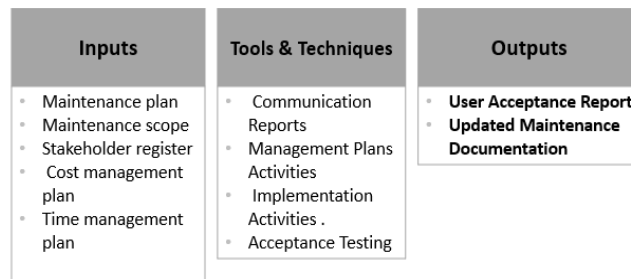 Inputs
Maintenance plan
Maintenance scope
Stakeholder register
Cost management
plan
Time management
plan
Tools & Techniques
Communication
Reports
Management Plans
Activities
Implementation
Activities .
Acceptance Testing
Outputs
User Acceptance Report
Updated Maintenance
Documentation